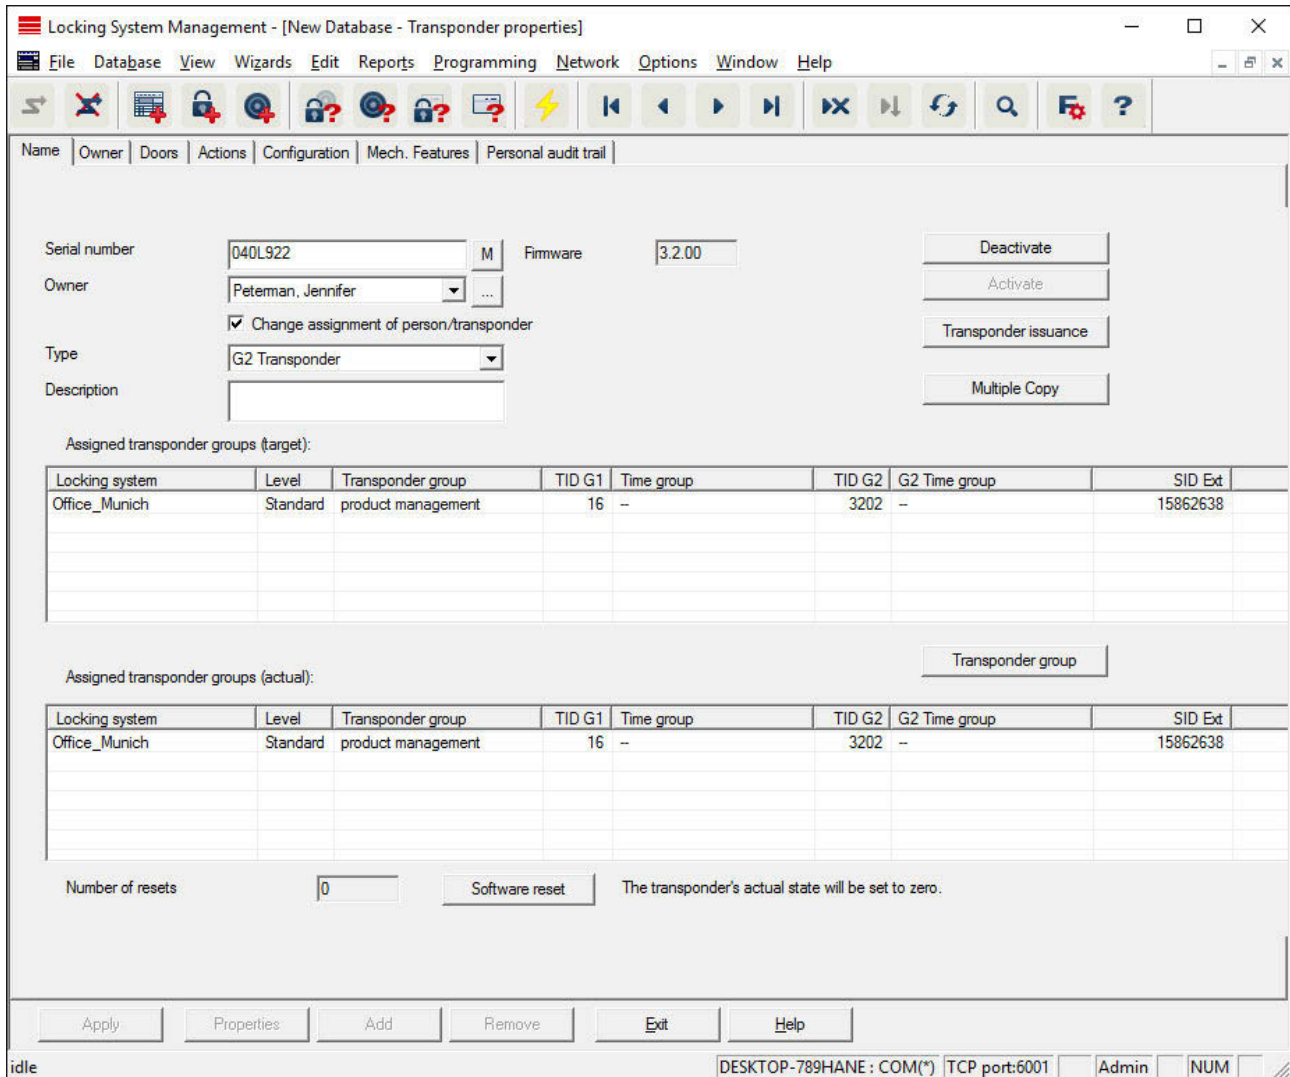 Locking System Management - [New Database - Transponder properties]
File Database View Wizards Edit Reports Programming Network Options Window Help
Name Owner Doors Actions Configuration Mech. Features Personal audit trail
Serial number 040L922 M Firmware 3.2.00 Deactivate
Owner Peterman, Jennifer ... Activate
Change assignment of person/transponder
Transponder issuance
Type G2 Transponder
Description Multiple Copy
Assigned transponder groups (target):
Locking system Level Transponder group TID G1 Time group TID G2 G2 Time group SID Ext
Office_Munich Standard product management 16 -- 3202 -- 15862638
Transponder group
Assigned transponder groups (actual):
Locking system Level Transponder group TID G1 Time group TID G2 G2 Time group SID Ext
Office_Munich Standard product management 16 -- 3202 -- 15862638
Number of resets 0 Software reset The transponder's actual state will be set to zero.
Apply Properties Add Remove Exit Help
idle DESKTOP-789HANE : COM(*) TCP port:6001 Admin NUM